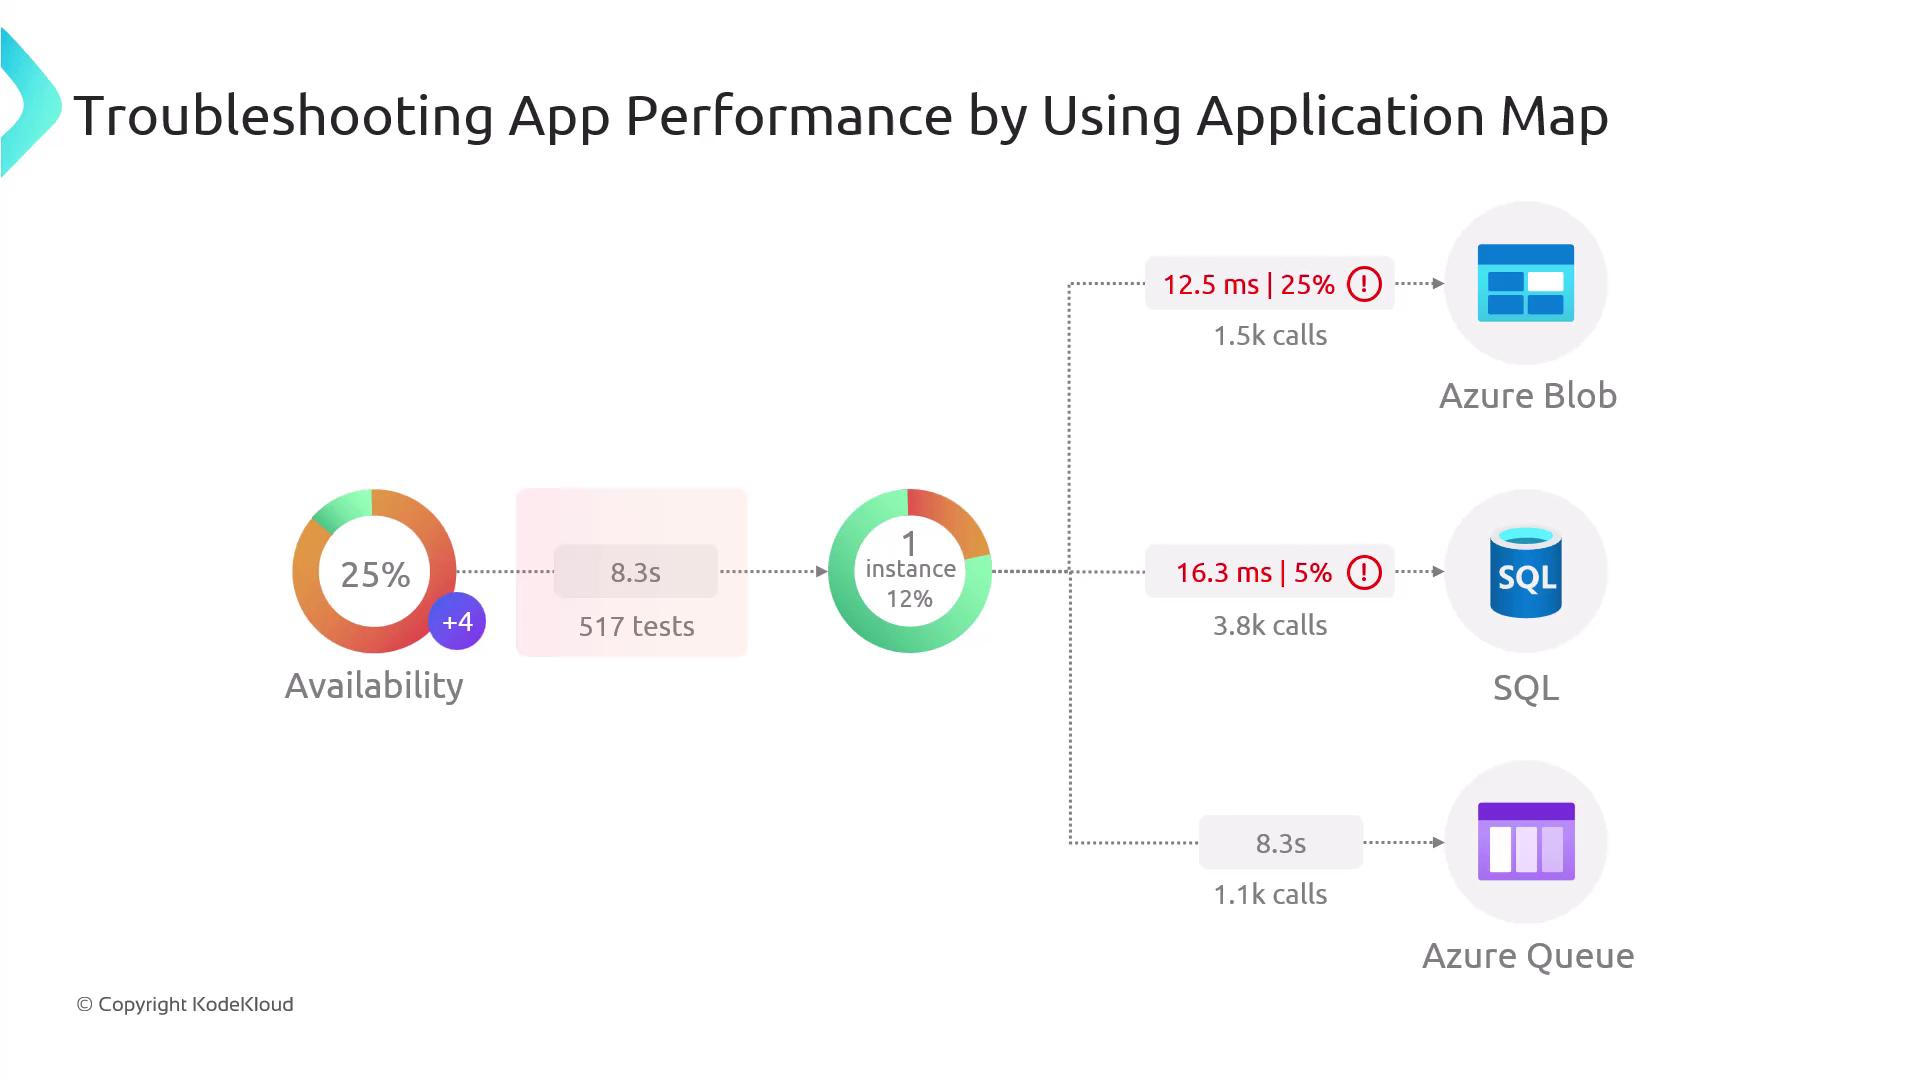 Troubleshooting App Performance by Using Application Map
25%
+4
Availability
8.3s
517 tests
1
instance
12%
12.5 ms | 25%
!
1.5k calls
Azure Blob
16.3 ms | 5%
!
3.8k calls
SQL
SQL
8.3s
1.1k calls
Azure Queue
© Copyright KodeKloud